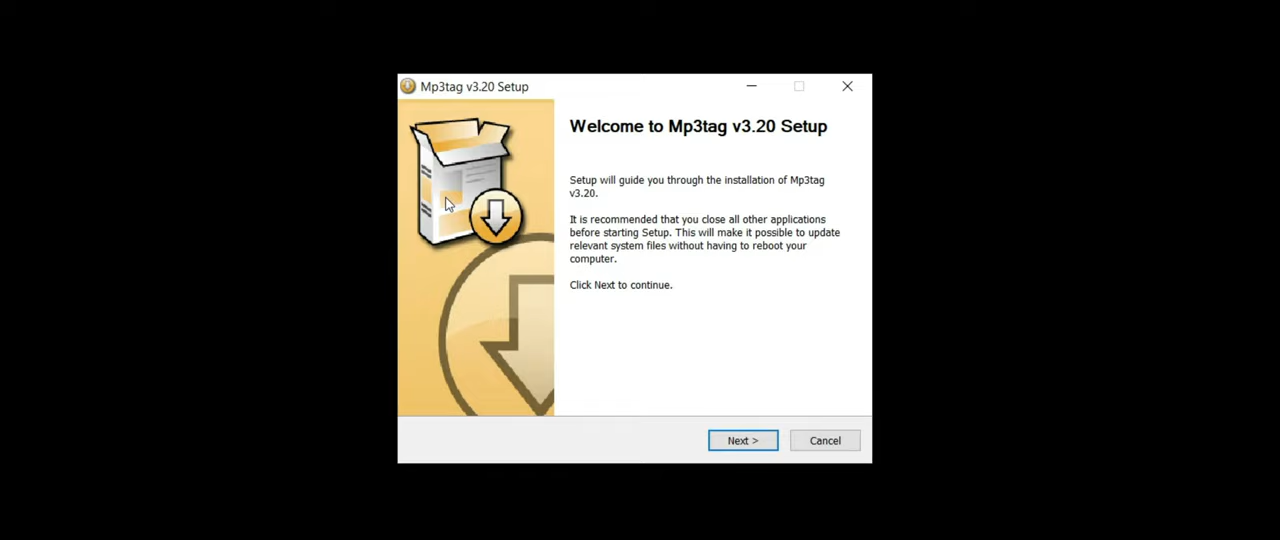 Mp3tag v3.20 Setup
Welcome to Mp3tag v3.20 Setup
Setup will guide you through the installation of Mp3tag
v3.20.
It is recommended that you close all other applications
before starting Setup. This will make it possible to update
relevant system files without having to reboot your
computer.
Click Next to continue.
Next >
Cancel